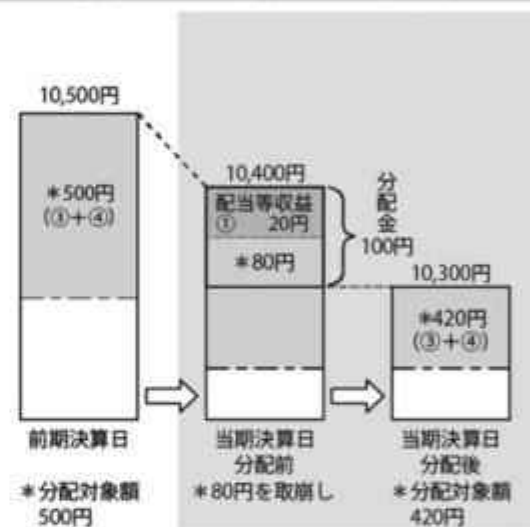 10,500円
*500円
(③+④)
10,400円
配当等収益
① 20円
*80円
分配金
100円
10,300円
*420円
(③+④)
前期決算日
*分配対象額
500円
当期決算日
分配前
*80円を取崩し
当期決算日
分配後
*分配対象額
420円